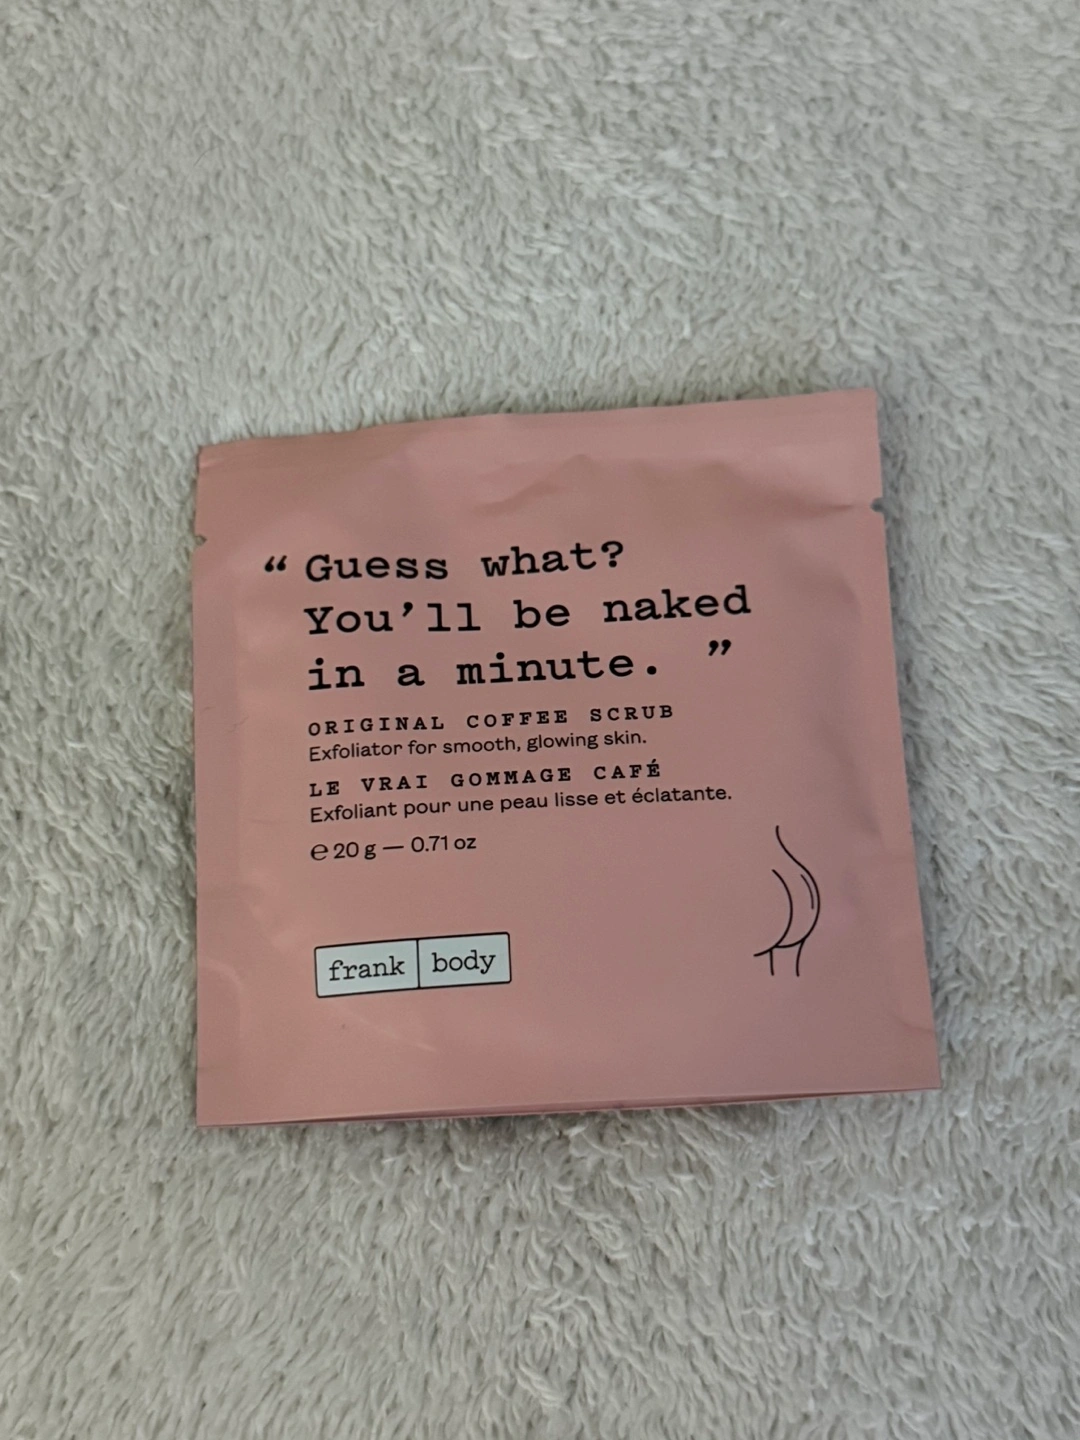 “ Guess what?
You’ll be naked
in a minute. ”
ORIGINAL COFFEE SCRUB
Exfoliator for smooth, glowing skin.
LE VRAI GOMMAGE CAFÉ
Exfoliant pour une peau lisse et éclatante.
℮ 20 g — 0.71 oz
frank body